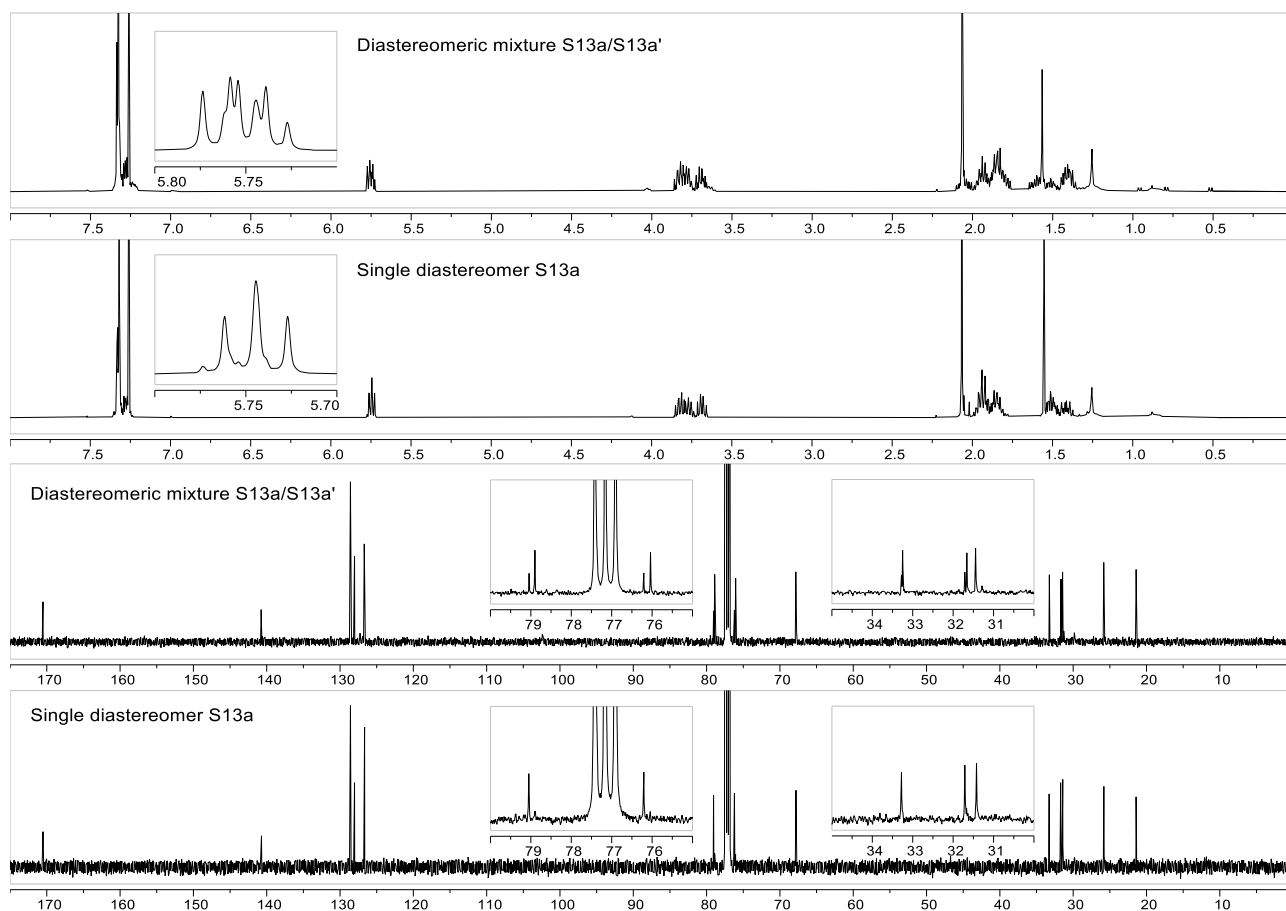 Diastereomeric mixture S13a/S13a'
5.80 5.75
7.5 7.0 6.5 6.0 5.5 5.0 4.5 4.0 3.5 3.0 2.5 2.0 1.5 1.0 0.5
Single diastereomer S13a
5.75 5.70
7.5 7.0 6.5 6.0 5.5 5.0 4.5 4.0 3.5 3.0 2.5 2.0 1.5 1.0 0.5
Diastereomeric mixture S13a/S13a'
79 78 77 76
34 33 32 31
170 160 150 140 130 120 110 100 90 80 70 60 50 40 30 20 10
Single diastereomer S13a
79 78 77 76
34 33 32 31
170 160 150 140 130 120 110 100 90 80 70 60 50 40 30 20 10